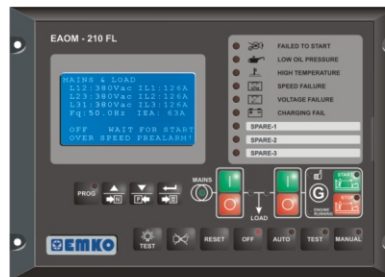 EAOM - 210 FL
MAINS & LOAD
L12:380Vac IL1:126A
L23:380Vac IL2:126A
L31:380Vac IL3:126A
Fq:50.0Hz IEA: 63A
OFF WAIT FOR START
OVER SPEED PREALARM!
FAILED TO START
LOW OIL PRESSURE
HIGH TEMPERATURE
SPEED FAILURE
VOLTAGE FAILURE
CHARGING FAIL
SPARE-1
SPARE-2
SPARE-3
PROG
MAINS
LOAD
G
ENGINE
RUNNING
START
STOP
EMKO
TEST
RESET
OFF
AUTO
TEST
MANUAL